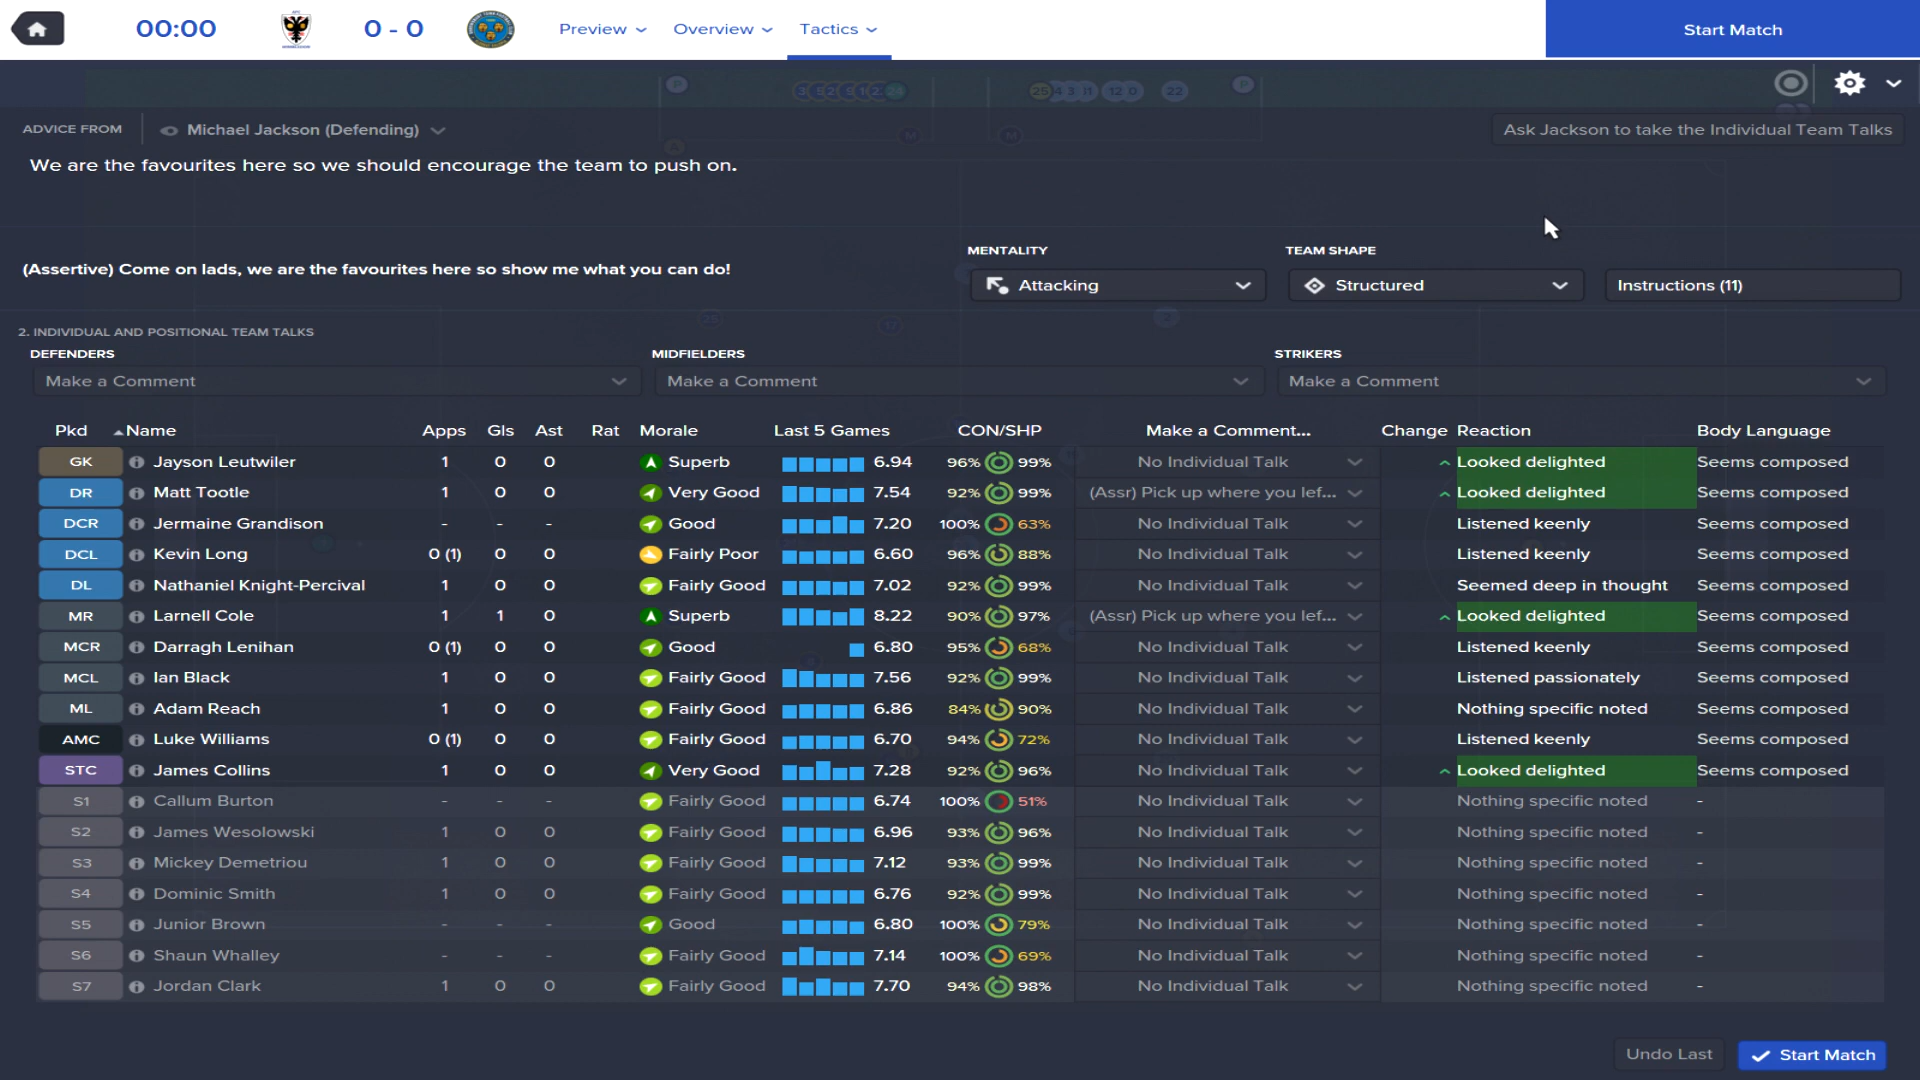 00:00 0 - 0 Preview Overview Tactics Start Match
ADVICE FROM Michael Jackson (Defending) Ask Jackson to take the Individual Team Talks
We are the favourites here so we should encourage the team to push on.
MENTALITY TEAM SHAPE
(Assertive) Come on lads, we are the favourites here so show me what you can do! Attacking Structured Instructions (11)
2. INDIVIDUAL AND POSITIONAL TEAM TALKS
DEFENDERS MIDFIELDERS STRIKERS
Make a Comment Make a Comment Make a Comment
Pkd Name Apps Gls Ast Rat Morale Last 5 Games CON/SHP Make a Comment... Change Reaction Body Language
GK Jayson Leutwiler 1 0 0 Superb 6.94 96% 99% No Individual Talk Looked delighted Seems composed
DR Matt Tootle 1 0 0 Very Good 7.54 92% 99% (Assr) Pick up where you lef... Looked delighted Seems composed
DCR Jermaine Grandison - - - Good 7.20 100% 63% No Individual Talk Listened keenly Seems composed
DCL Kevin Long 0 (1) 0 0 Fairly Poor 6.60 96% 88% No Individual Talk Listened keenly Seems composed
DL Nathaniel Knight-Percival 1 0 0 Fairly Good 7.02 92% 99% No Individual Talk Seemed deep in thought Seems composed
MR Larnell Cole 1 1 0 Superb 8.22 90% 97% (Assr) Pick up where you lef... Looked delighted Seems composed
MCR Darragh Lenihan 0 (1) 0 0 Good 6.80 95% 68% No Individual Talk Listened keenly Seems composed
MCL Ian Black 1 0 0 Fairly Good 7.56 92% 99% No Individual Talk Listened passionately Seems composed
ML Adam Reach 1 0 0 Fairly Good 6.86 84% 90% No Individual Talk Nothing specific noted Seems composed
AMC Luke Williams 0 (1) 0 0 Fairly Good 6.70 94% 72% No Individual Talk Listened keenly Seems composed
STC James Collins 1 0 0 Very Good 7.28 92% 96% No Individual Talk Looked delighted Seems composed
S1 Callum Burton - - - Fairly Good 6.74 100% 51% No Individual Talk Nothing specific noted -
S2 James Wesolowski 1 0 0 Fairly Good 6.96 93% 96% No Individual Talk Nothing specific noted -
S3 Mickey Demetriou 1 0 0 Fairly Good 7.12 93% 99% No Individual Talk Nothing specific noted -
S4 Dominic Smith 1 0 0 Fairly Good 6.76 92% 99% No Individual Talk Nothing specific noted -
S5 Junior Brown - - - Good 6.80 100% 79% No Individual Talk Nothing specific noted -
S6 Shaun Whalley - - - Fairly Good 7.14 100% 69% No Individual Talk Nothing specific noted -
S7 Jordan Clark 1 0 0 Fairly Good 7.70 94% 98% No Individual Talk Nothing specific noted -
Undo Last Start Match